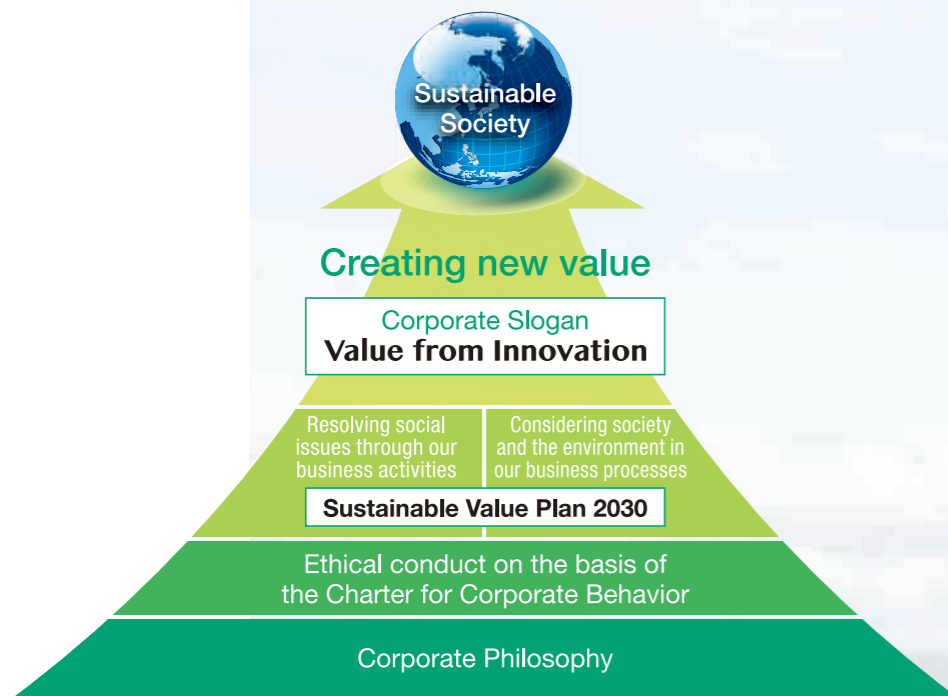 Sustainable
Society
Creating new value
Corporate Slogan
Value from Innovation
Resolving social
issues through our
business activities
Considering society
and the environment in
our business processes
Sustainable Value Plan 2030
Ethical conduct on the basis of
the Charter for Corporate Behavior
Corporate Philosophy